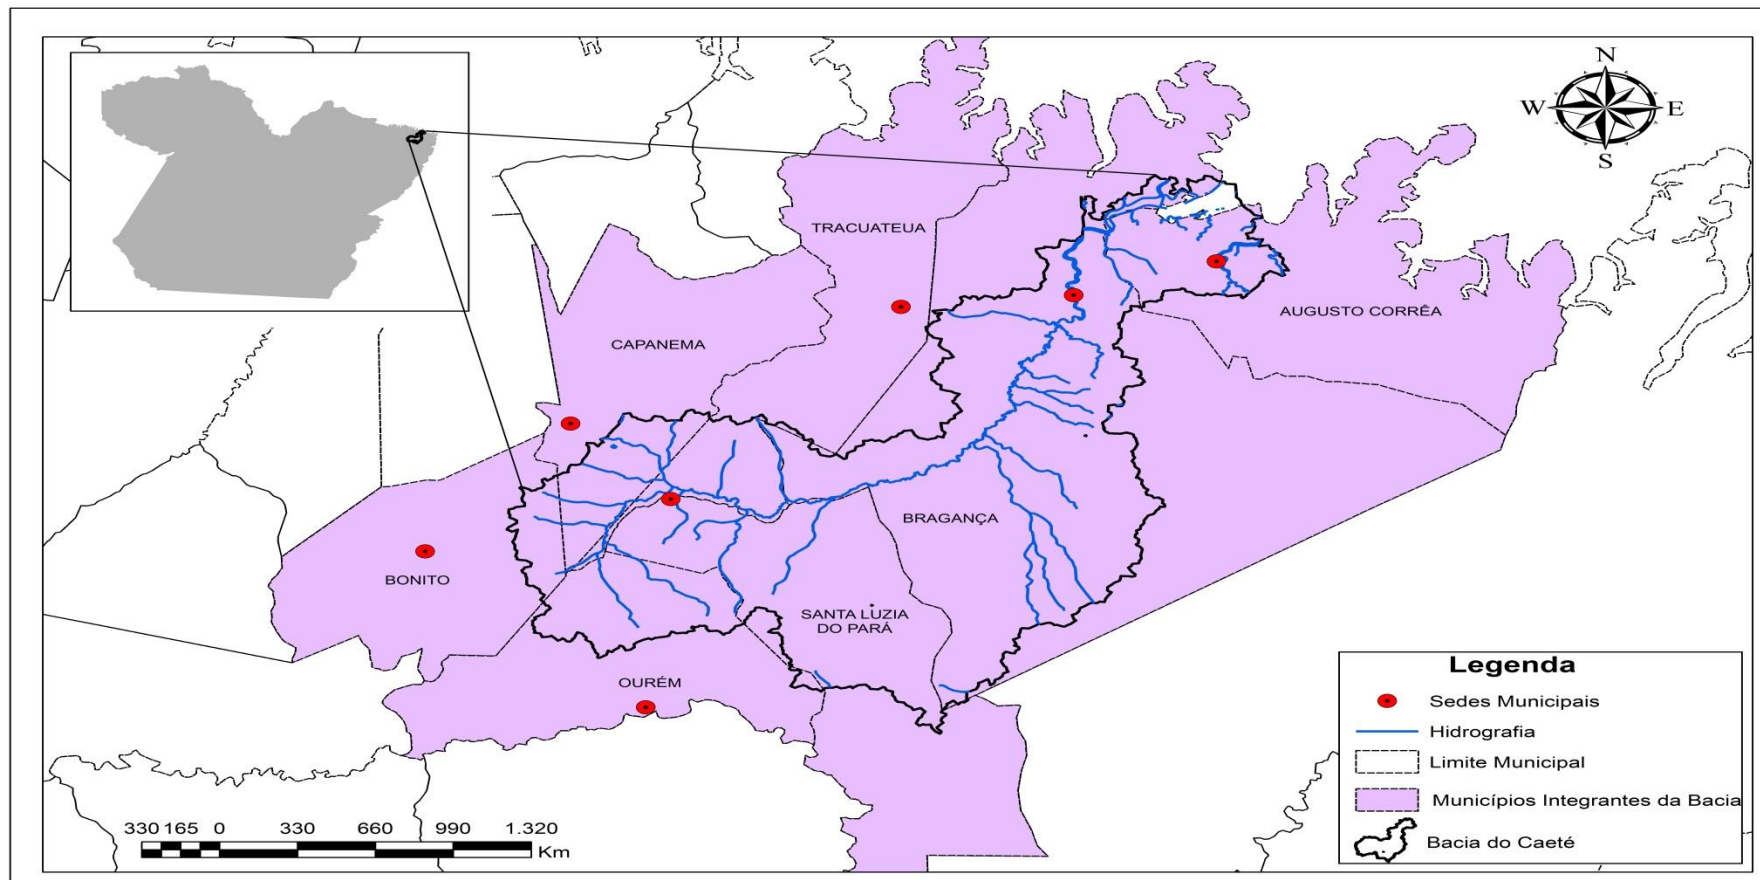 N
W E
S
TRACUATEUA
AUGUSTO CORRÊA
CAPANEMA
BRAGANÇA
BONITO
SANTA LUZIA
DO PARÁ
OURÉM
Legenda
Sedes Municipais
Hidrografia
Limite Municipal
Municípios Integrantes da Bacia
Bacia do Caeté
330 165 0 330 660 990 1.320
Km